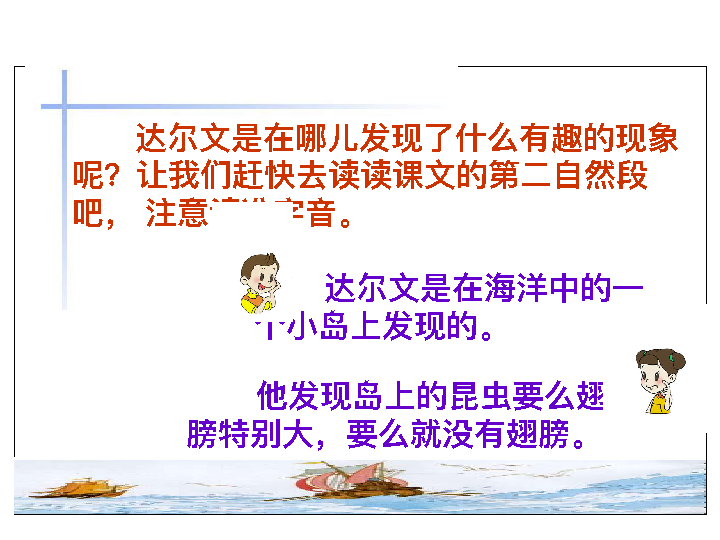 达尔文是在哪儿发现了什么有趣的现象
呢？让我们赶快去读读课文的第二自然段
吧， 注意 音。
达尔文是在海洋中的一
个小岛上发现的。
他发现岛上的昆虫要么翅
膀特别大，要么就没有翅膀。